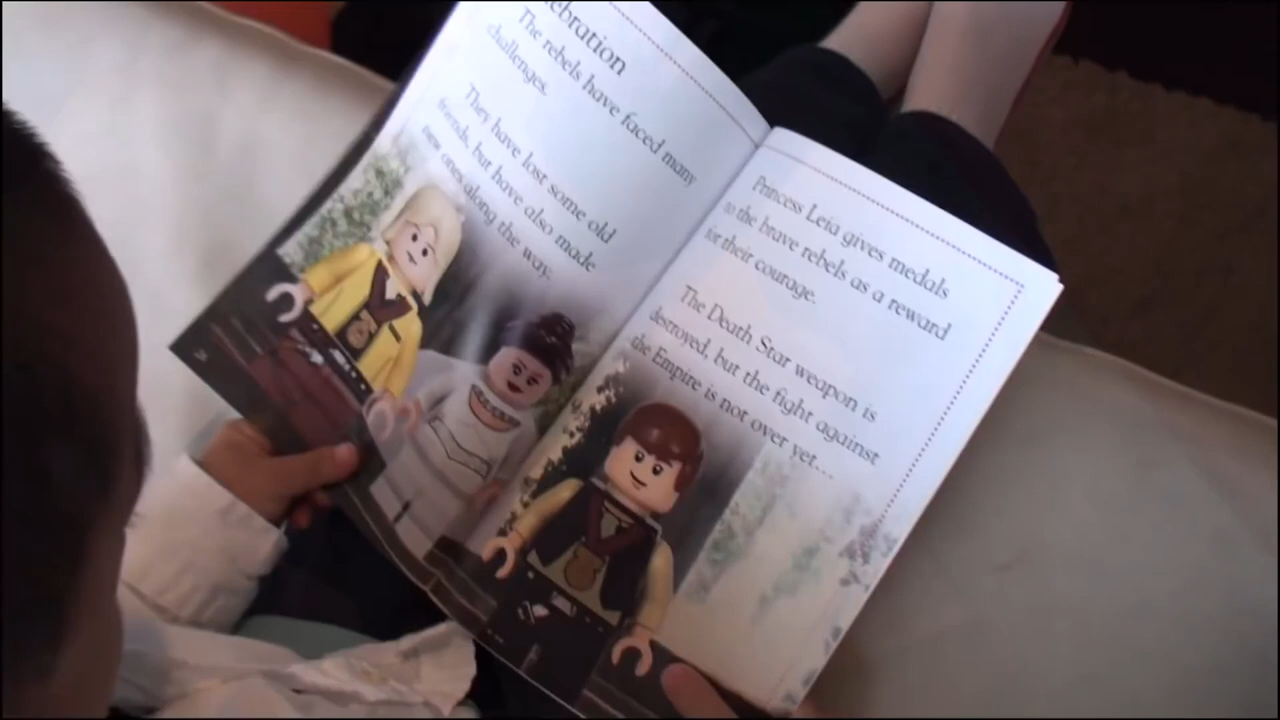 ebration
The rebels have faced many
challenges.
They have lost some old
friends, but have also made
new ones along the way.
Princess Leia gives medals
to the brave rebels as a reward
for their courage.
The Death Star weapon is
destroyed, but the fight against
the Empire is not over yet...